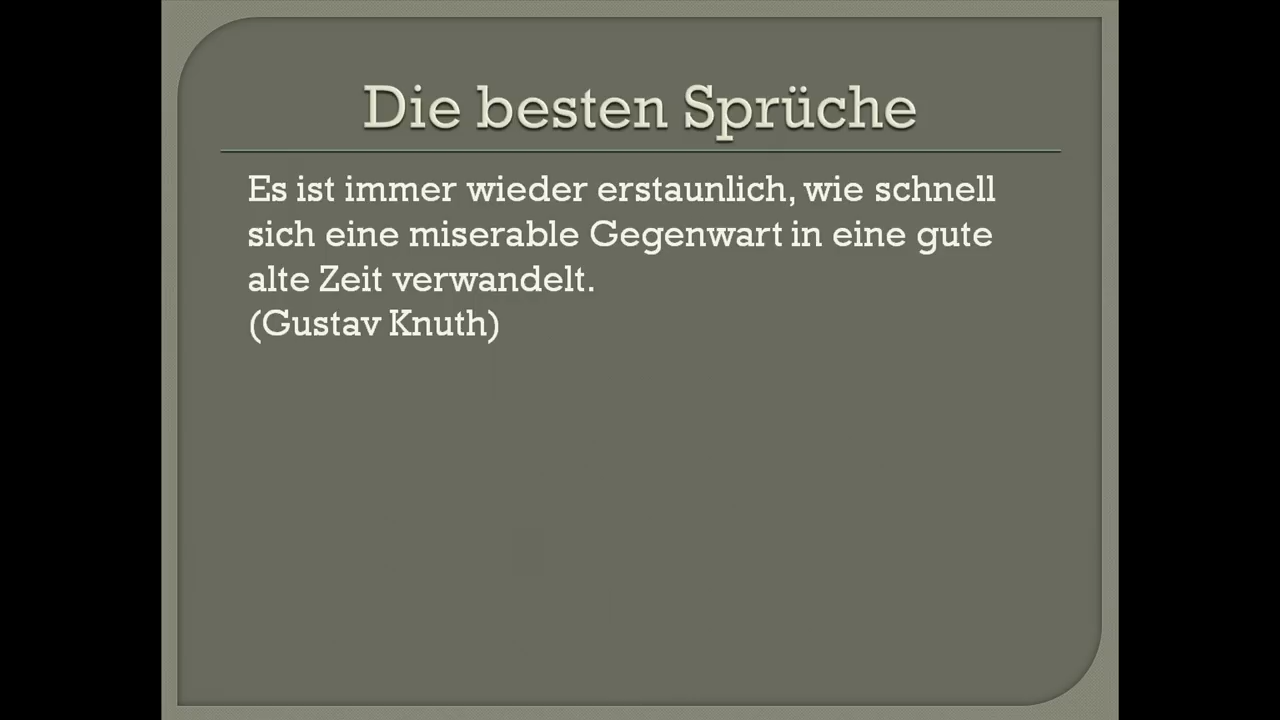 Die besten Sprüche
Es ist immer wieder erstaunlich, wie schnell
sich eine miserable Gegenwart in eine gute
alte Zeit verwandelt.
(Gustav Knuth)